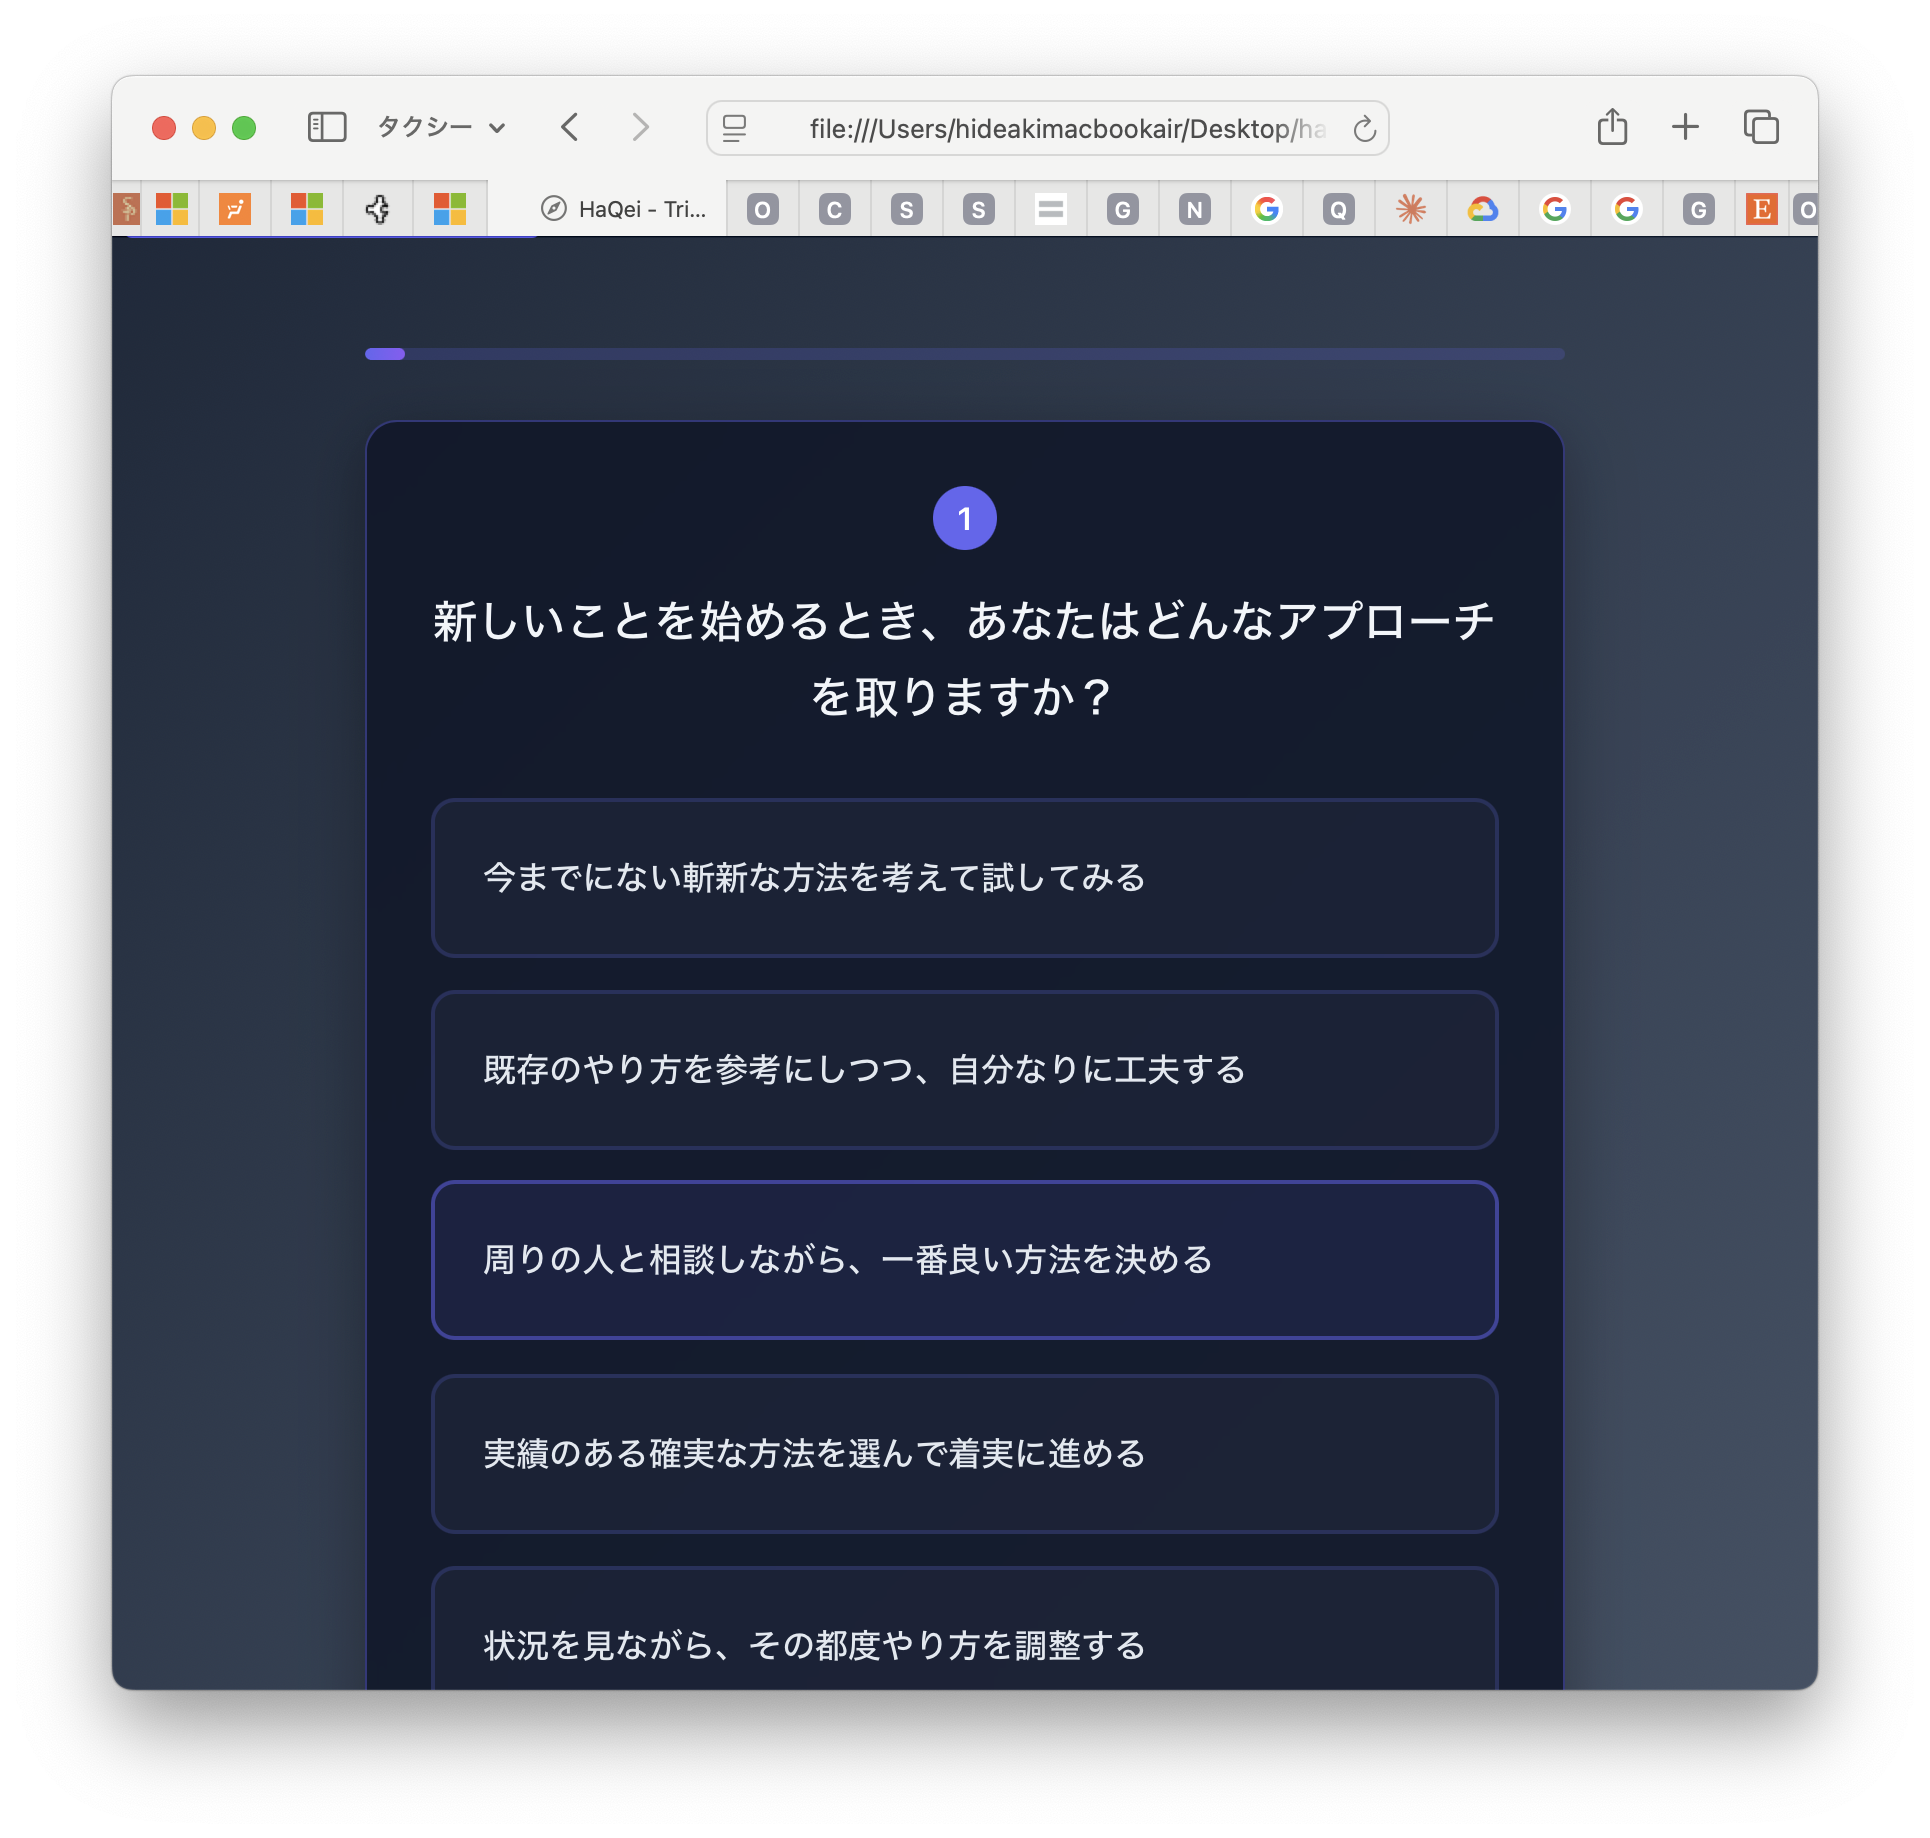 タクシー
file:///Users/hideakimacbookair/Desktop/ha
HaQei - Tri...
O
C
S
S
G
N
Q
G
E
O
1
新しいことを始めるとき、あなたはどんなアプローチ
を取りますか？
今までにない斬新な方法を考えて試してみる
既存のやり方を参考にしつつ、自分なりに工夫する
周りの人と相談しながら、一番良い方法を決める
実績のある確実な方法を選んで着実に進める
状況を見ながら、その都度やり方を調整する